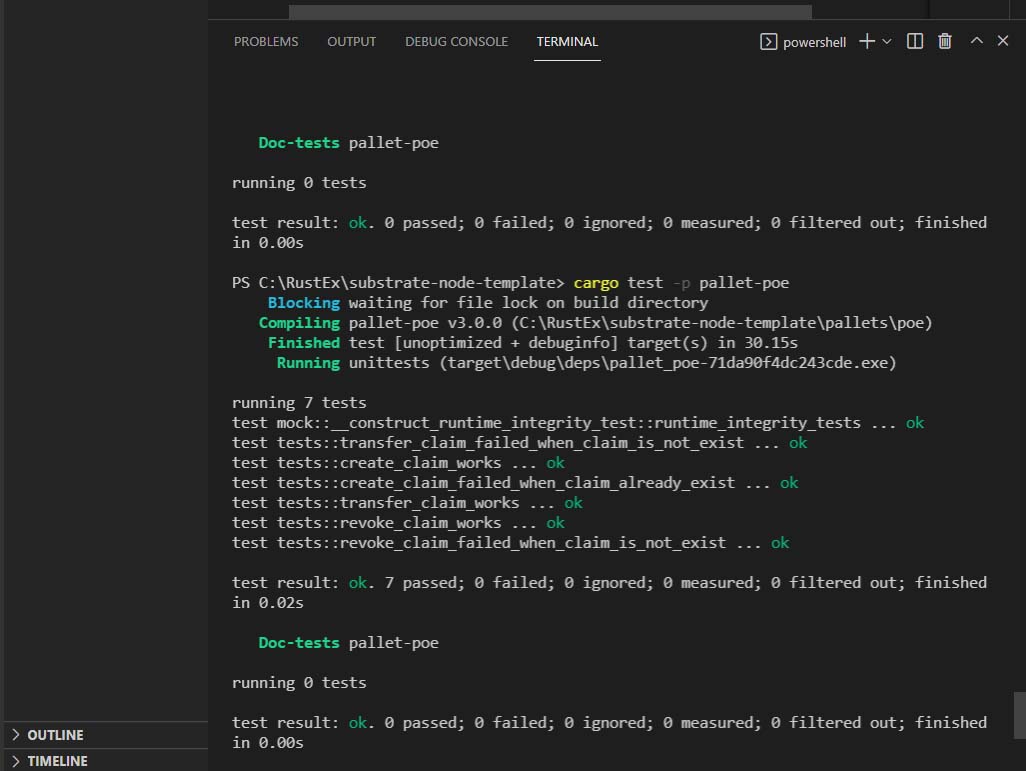 PROBLEMS OUTPUT DEBUG CONSOLE TERMINAL powershell
Doc-tests pallet-poe
running 0 tests
test result: ok. 0 passed; 0 failed; 0 ignored; 0 measured; 0 filtered out; finished
in 0.00s
PS C:\RustEx\substrate-node-template> cargo test -p pallet-poe
Blocking waiting for file lock on build directory
Compiling pallet-poe v3.0.0 (C:\RustEx\substrate-node-template\pallets\poe)
Finished test [unoptimized + debuginfo] target(s) in 30.15s
Running unittests (target\debug\deps\pallet_poe-71da90f4dc243cde.exe)
running 7 tests
test mock::__construct_runtime_integrity_test::runtime_integrity_tests ... ok
test tests::transfer_claim_failed_when_claim_is_not_exist ... ok
test tests::create_claim_works ... ok
test tests::create_claim_failed_when_claim_already_exist ... ok
test tests::transfer_claim_works ... ok
test tests::revoke_claim_works ... ok
test tests::revoke_claim_failed_when_claim_is_not_exist ... ok
test result: ok. 7 passed; 0 failed; 0 ignored; 0 measured; 0 filtered out; finished
in 0.02s
Doc-tests pallet-poe
running 0 tests
test result: ok. 0 passed; 0 failed; 0 ignored; 0 measured; 0 filtered out; finished
in 0.00s
OUTLINE
TIMELINE